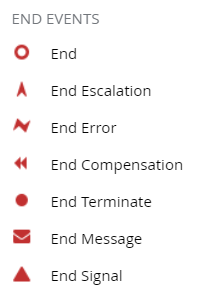 END EVENTS
End
End Escalation
End Error
End Compensation
End Terminate
End Message
End Signal